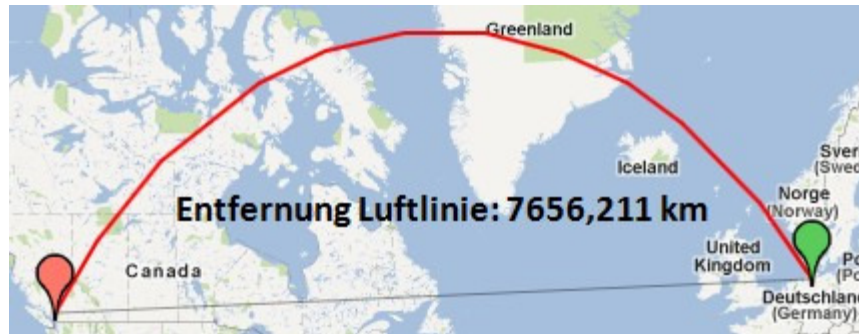 Greenland
Iceland
Sver
(Swed
Norge
(Norway)
Entfernung Luftlinie: 7656,211 km
Canada
United
Kingdom
Po
(Po
Deutschland
(Germany)